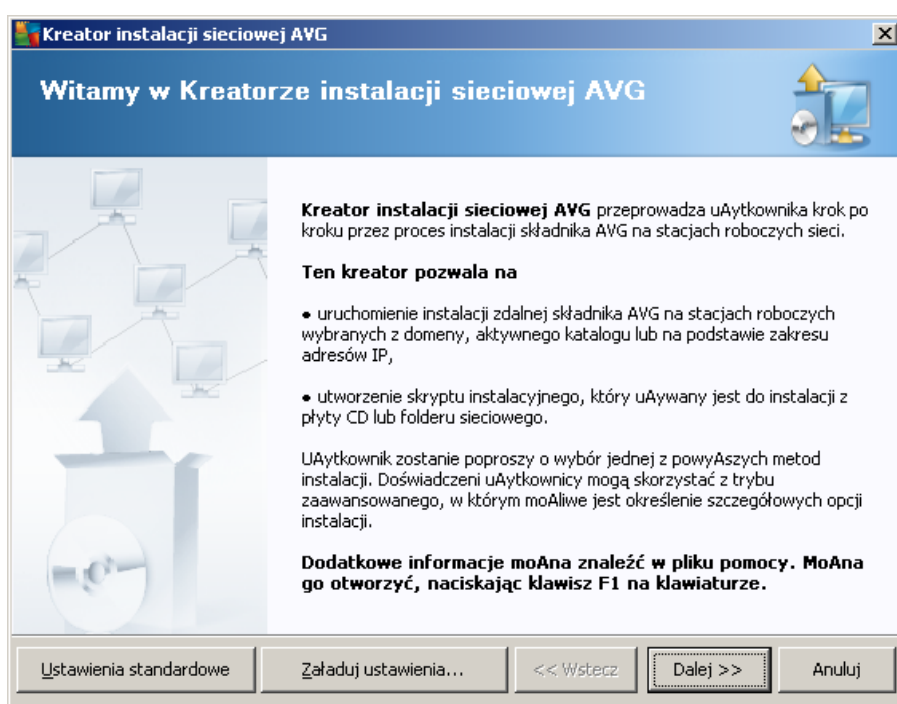 Kreator instalacji sieciowej AVG
Witamy w Kreatorze instalacji sieciowej AVG
Kreator instalacji sieciowej AVG przeprowadza uAytkownika krok po
kroku przez proces instalacji składnika AVG na stacjach roboczych sieci.
Ten kreator pozwala na
• uruchomienie instalacji zdalnej składnika AVG na stacjach roboczych
wybranych z domeny, aktywnego katalogu lub na podstawie zakresu
adresów IP,
• utworzenie skryptu instalacyjnego, który uAywany jest do instalacji z
płyty CD lub folderu sieciowego.
UAytkownik zostanie poproszy o wybór jednej z powyAszych metod
instalacji. Doświadczeni uAytkownicy mogą skorzystać z trybu
zaawansowanego, w którym moAliwe jest określenie szczegółowych opcji
instalacji.
Dodatkowe informacje moAna znaleźć w pliku pomocy. MoAna
go otworzyć, naciskając klawisz F1 na klawiaturze.
Ustawienia standardowe
Załaduj ustawienia...
<< Wstecz
Dalej >>
Anuluj